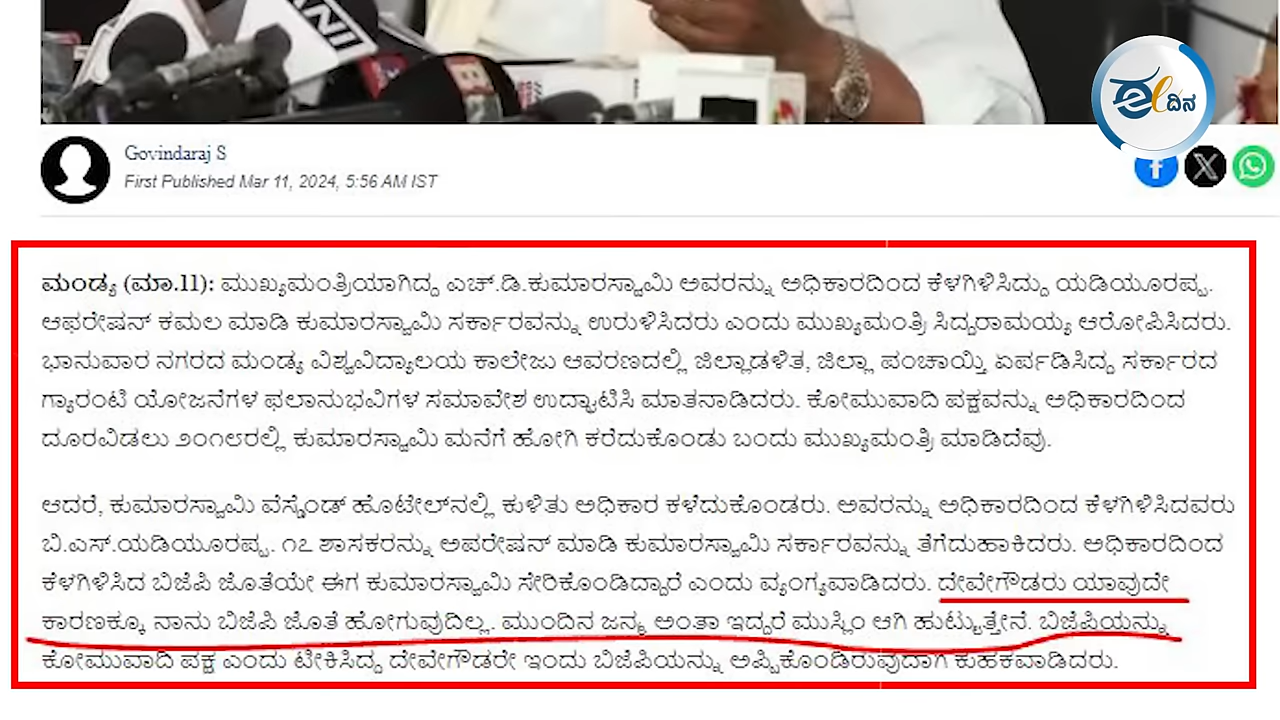 ANI
eಲ ದಿನ
Govindaraj S
First Published Mar 11, 2024, 5:56 AM IST
ಮಂಡ್ಯ (ಮಾ.11): ಮುಖ್ಯಮಂತ್ರಿಯಾಗಿದ್ದ ಎಚ್.ಡಿ.ಕುಮಾರಸ್ವಾಮಿ ಅವರನ್ನು ಅಧಿಕಾರದಿಂದ ಕೆಳಗಿಳಿಸಿದ್ದು ಯಡಿಯೂರಪ್ಪ.
ಆಫರೇಷನ್ ಕಮಲ ಮಾಡಿ ಕುಮಾರಸ್ವಾಮಿ ಸರ್ಕಾರವನ್ನು ಉರುಳಿಸಿದರು ಎಂದು ಮುಖ್ಯಮಂತ್ರಿ ಸಿದ್ದರಾಮಯ್ಯ ಆರೋಪಿಸಿದರು.
ಭಾನುವಾರ ನಗರದ ಮಂಡ್ಯ ವಿಶ್ವವಿದ್ಯಾಲಯ ಕಾಲೇಜು ಆವರಣದಲ್ಲಿ ಜಿಲ್ಲಾಡಳಿತ, ಜಿಲ್ಲಾ ಪಂಚಾಯ್ತಿ ಏರ್ಪಡಿಸಿದ್ದ ಸರ್ಕಾರದ
ಗ್ಯಾರಂಟಿ ಯೋಜನೆಗಳ ಫಲಾನುಭವಿಗಳ ಸಮಾವೇಶ ಉದ್ಘಾಟಿಸಿ ಮಾತನಾಡಿದರು. ಕೋಮುವಾದಿ ಪಕ್ಷವನ್ನು ಅಧಿಕಾರದಿಂದ
ದೂರವಿಡಲು ೨೦೧೮ರಲ್ಲಿ ಕುಮಾರಸ್ವಾಮಿ ಮನೆಗೆ ಹೋಗಿ ಕರೆದುಕೊಂಡು ಬಂದು ಮುಖ್ಯಮಂತ್ರಿ ಮಾಡಿದೆವು.
ಆದರೆ, ಕುಮಾರಸ್ವಾಮಿ ವೆಸ್ಟೆಂಡ್ ಹೊಟೇಲ್‌ನಲ್ಲಿ ಕುಳಿತು ಅಧಿಕಾರ ಕಳೆದುಕೊಂಡರು. ಅವರನ್ನು ಅಧಿಕಾರದಿಂದ ಕೆಳಗಿಳಿಸಿದವರು
ಬಿ.ಎಸ್.ಯಡಿಯೂರಪ್ಪ. ೧೭ ಶಾಸಕರನ್ನು ಅಪರೇಷನ್ ಮಾಡಿ ಕುಮಾರಸ್ವಾಮಿ ಸರ್ಕಾರವನ್ನು ತೆಗೆದುಹಾಕಿದರು. ಅಧಿಕಾರದಿಂದ
ಕೆಳಗಿಳಿಸಿದ ಬಿಜೆಪಿ ಜೊತೆಯೇ ಈಗ ಕುಮಾರಸ್ವಾಮಿ ಸೇರಿಕೊಂಡಿದ್ದಾರೆ ಎಂದು ವ್ಯಂಗ್ಯವಾಡಿದರು. ದೇವೇಗೌಡರು ಯಾವುದೇ
ಕಾರಣಕ್ಕೂ ನಾನು ಬಿಜೆಪಿ ಜೊತೆ ಹೋಗುವುದಿಲ್ಲ. ಮುಂದಿನ ಜನ್ಮ ಅಂತಾ ಇದ್ದರೆ ಮುಸ್ಲಿಂ ಆಗಿ ಹುಟ್ಟುತ್ತೇನೆ. ಬಿಜೆಪಿಯನ್ನು
ಕೋಮುವಾದಿ ಪಕ್ಷ ಎಂದು ಟೀಕಿಸಿದ್ದ ದೇವೇಗೌಡರೇ ಇಂದು ಬಿಜೆಪಿಯನ್ನು ಅಪ್ಪಿಕೊಂಡಿರುವುದಾಗಿ ಕುಹಕವಾಡಿದರು.